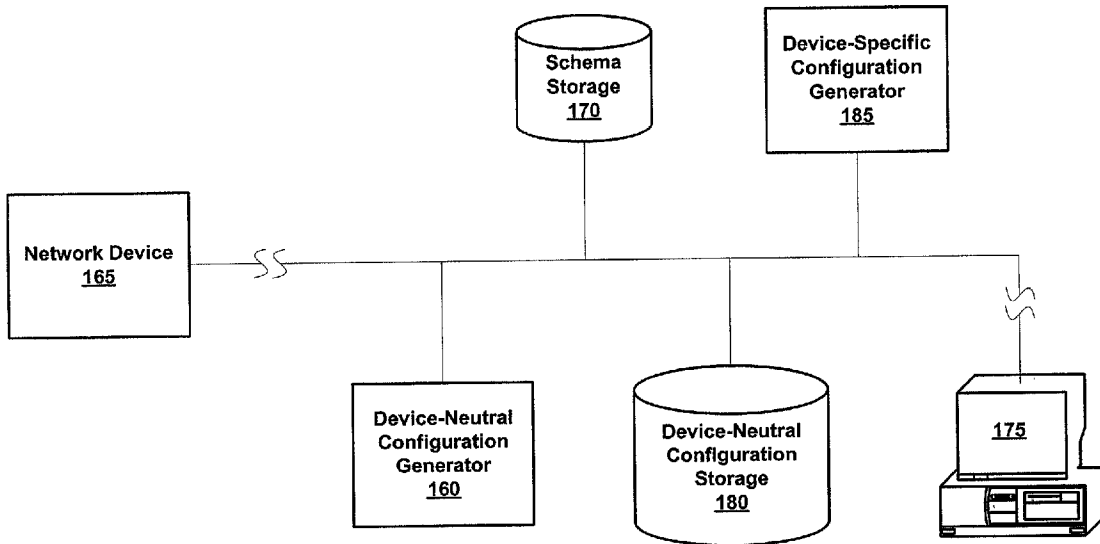 Schema
Storage
170
Device-Specific
Configuration
Generator
185
Network Device
165
Device-Neutral
Configuration
Generator
160
Device-Neutral
Configuration
Storage
180
175